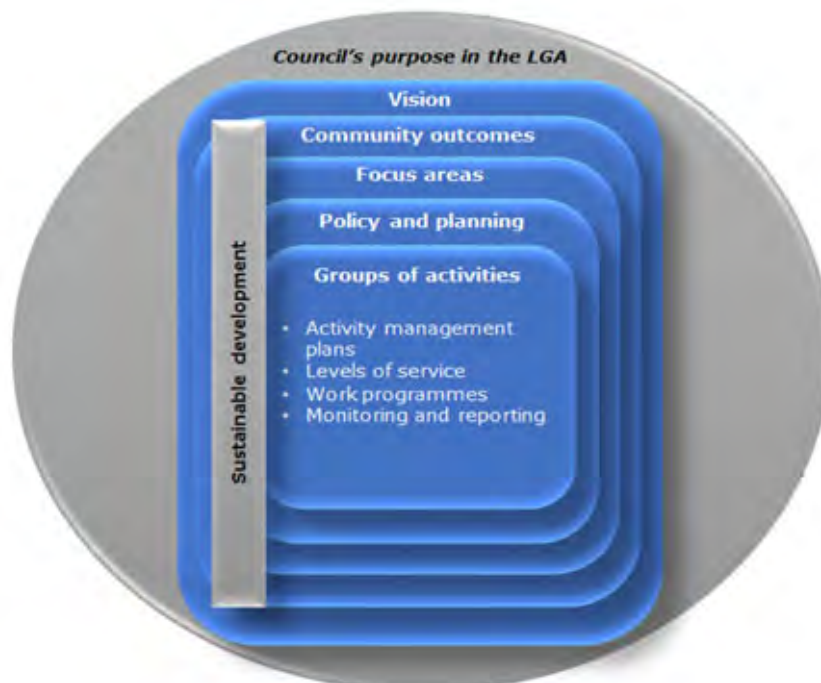 Council's purpose in the LGA
Vision
Community outcomes
Focus areas
Policy and planning
Groups of activities
• Activity management
plans
• Levels of service
• Work programmes
• Monitoring and reporting
Sustainable development